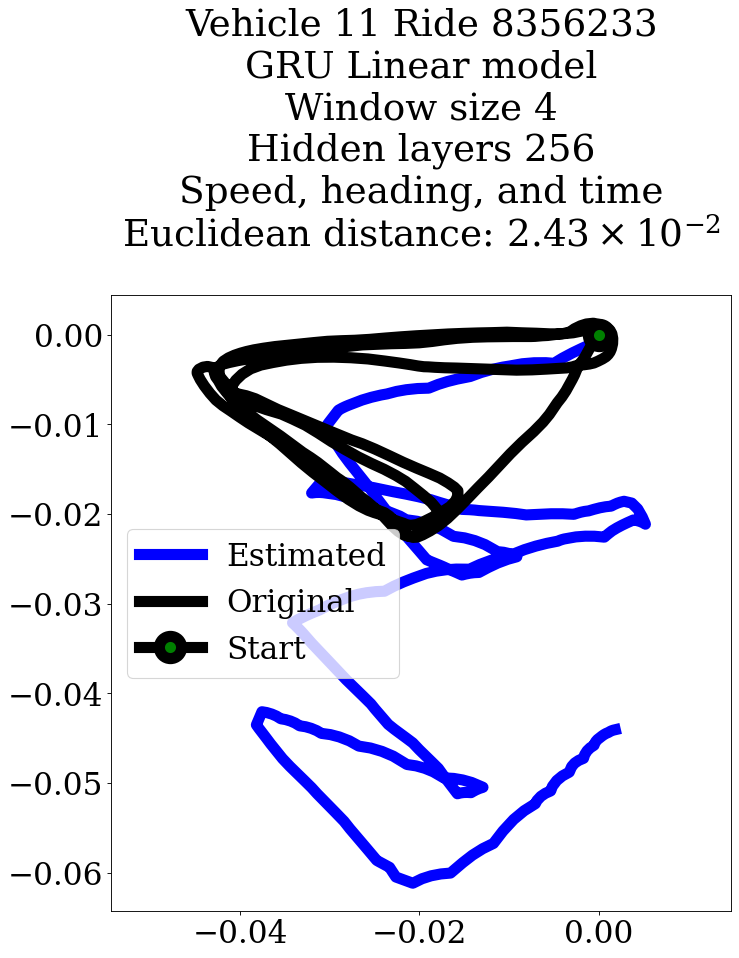 Vehicle 11 Ride 8356233
GRU Linear model
Window size 4
Hidden layers 256
Speed, heading, and time
Euclidean distance: 2.43 × 10⁻²
0.00
−0.01
−0.02
−0.03
−0.04
−0.05
−0.06
Estimated
Original
Start
−0.04 −0.02 0.00